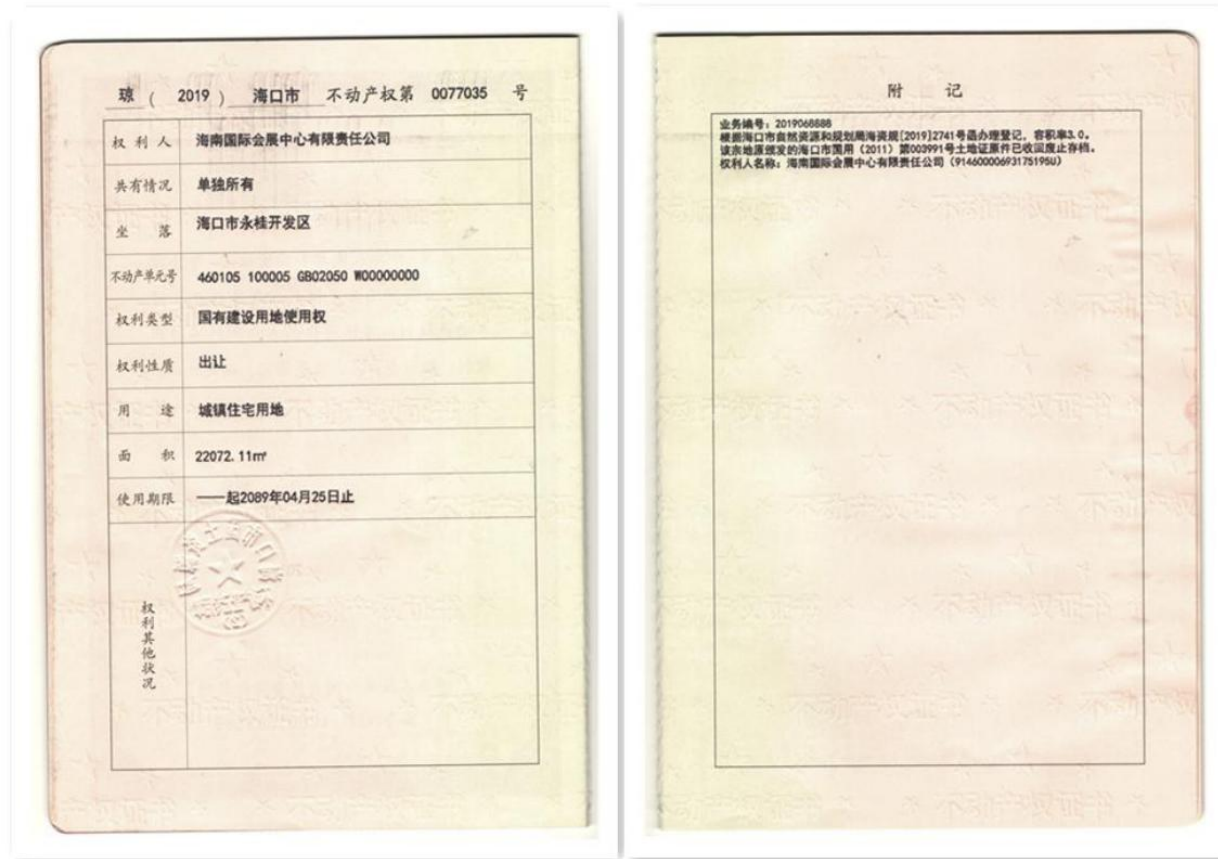 琼 ( 2019 ) 海口市 不动产权第 0077035 号
权利人 海南国际会展中心有限责任公司
共有情况 单独所有
坐落 海口市永桂开发区
不动产单元号 460105 100005 GB02050 W00000000
权利类型 国有建设用地使用权
权利性质 出让
用途 城镇住宅用地
面积 22072.11㎡
使用期限 ——起2089年04月25日止
权利其他状况
附 记
业务编号：2019068888
根据海口市自然资源和规划局海资规[2019]2741号函办理登记，容积率3.0。
该宗地原颁发的海口市国用（2011）第003991号土地证原件已收回废止存档。
权利人名称：海南国际会展中心有限责任公司（91460000693175195U）